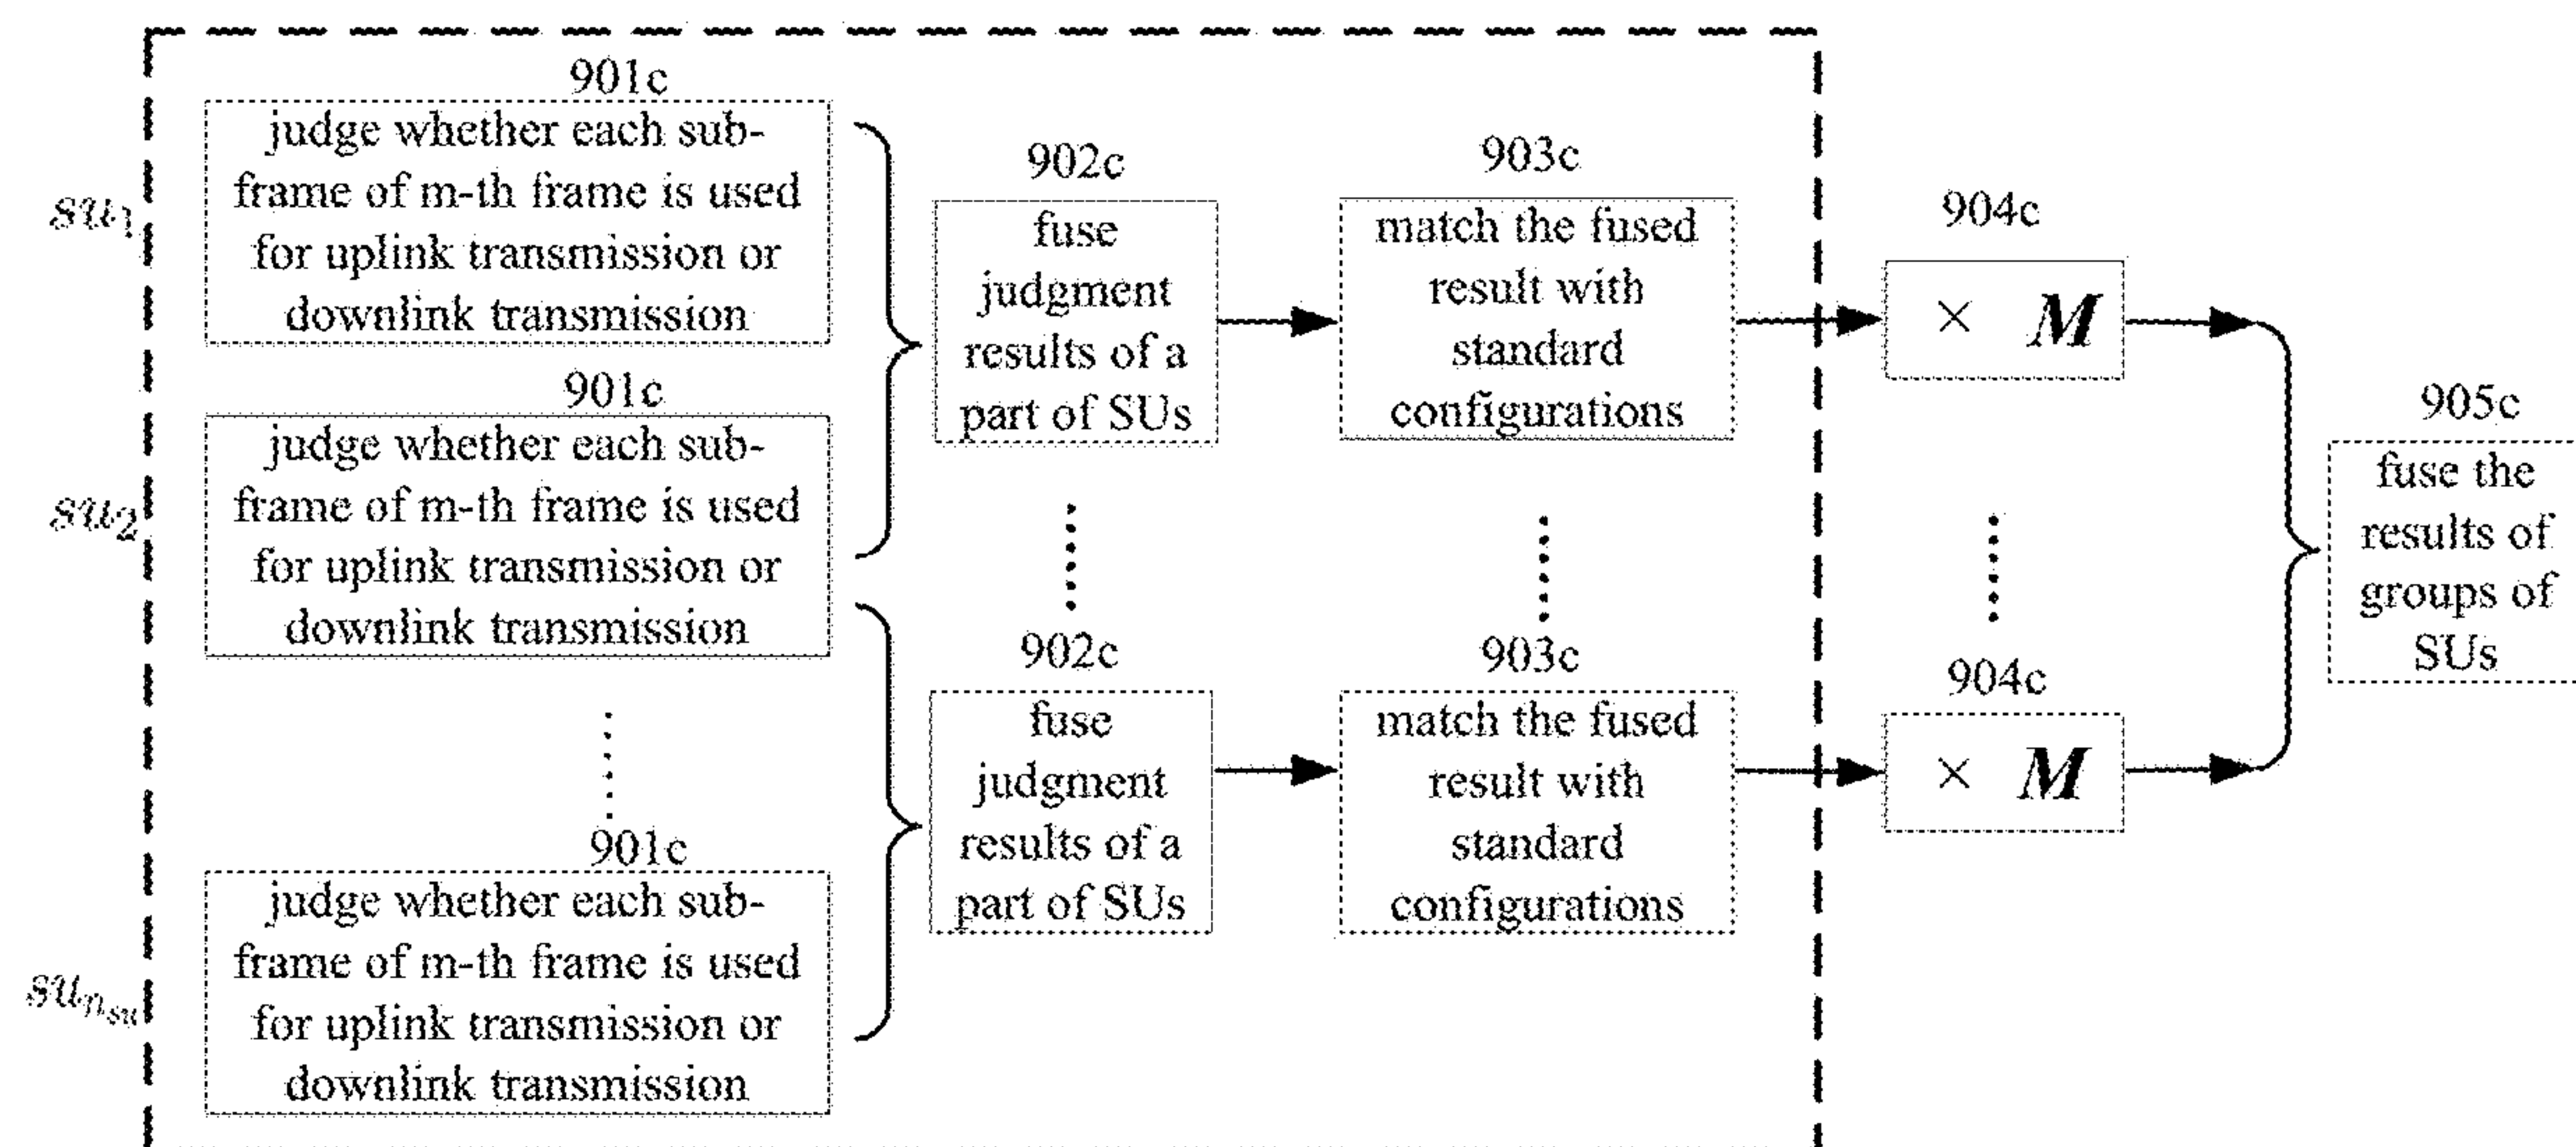 901c
judge whether each sub-
frame of m-th frame is used
for uplink transmission or
downlink transmission
su1
901c
judge whether each sub-
frame of m-th frame is used
for uplink transmission or
downlink transmission
su2
901c
judge whether each sub-
frame of m-th frame is used
for uplink transmission or
downlink transmission
sunsu
902c
fuse
judgment
results of a
part of SUs
902c
fuse
judgment
results of a
part of SUs
903c
match the fused
result with
standard
configurations
903c
match the fused
result with
standard
configurations
904c
× M
904c
× M
905c
fuse the
results of
groups of
SUs